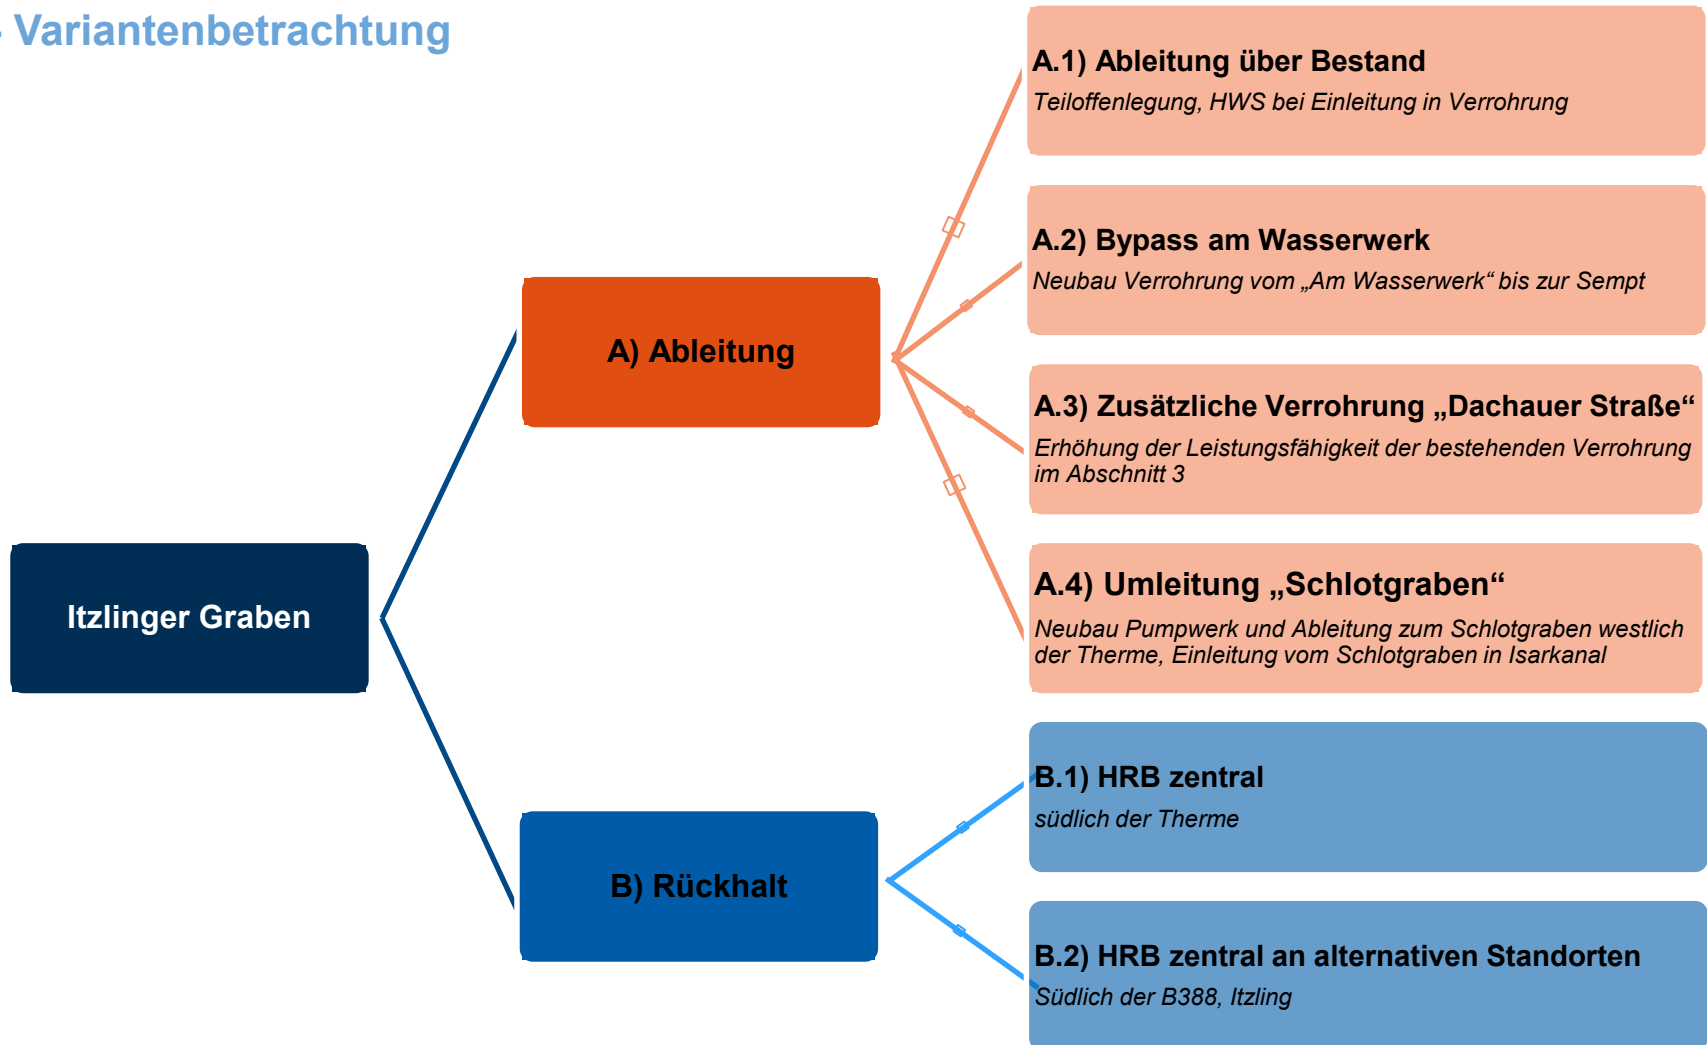 - Variantenbetrachtung
A.1) Ableitung über Bestand
Teiloffenlegung, HWS bei Einleitung in Verrohrung
A.2) Bypass am Wasserwerk
Neubau Verrohrung vom „Am Wasserwerk“ bis zur Sempt
A) Ableitung
A.3) Zusätzliche Verrohrung „Dachauer Straße“
Erhöhung der Leistungsfähigkeit der bestehenden Verrohrung
im Abschnitt 3
A.4) Umleitung „Schlotgraben“
Neubau Pumpwerk und Ableitung zum Schlotgraben westlich
der Therme, Einleitung vom Schlotgraben in Isarkanal
Itzlinger Graben
B.1) HRB zentral
südlich der Therme
B) Rückhalt
B.2) HRB zentral an alternativen Standorten
Südlich der B388, Itzling